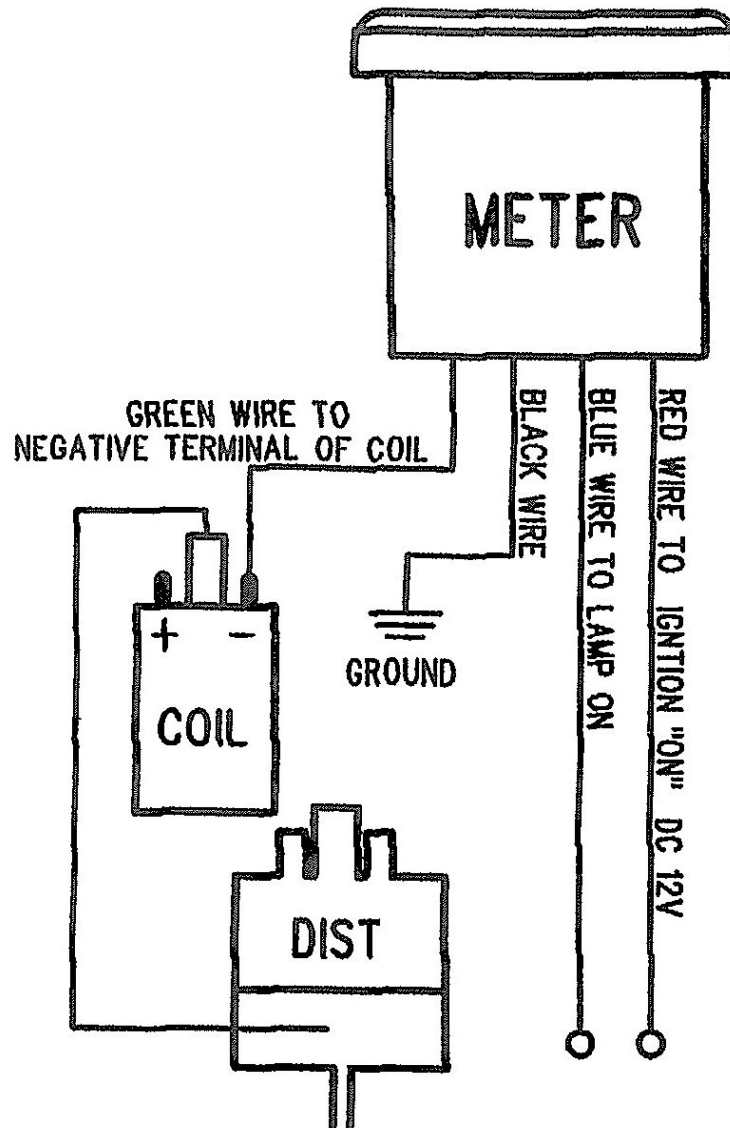 METER
GREEN WIRE TO
NEGATIVE TERMINAL OF COIL
BLACK WIRE
BLUE WIRE TO LAMP ON
RED WIRE TO IGNTION "ON" DC 12V
+ -
COIL
GROUND
DIST